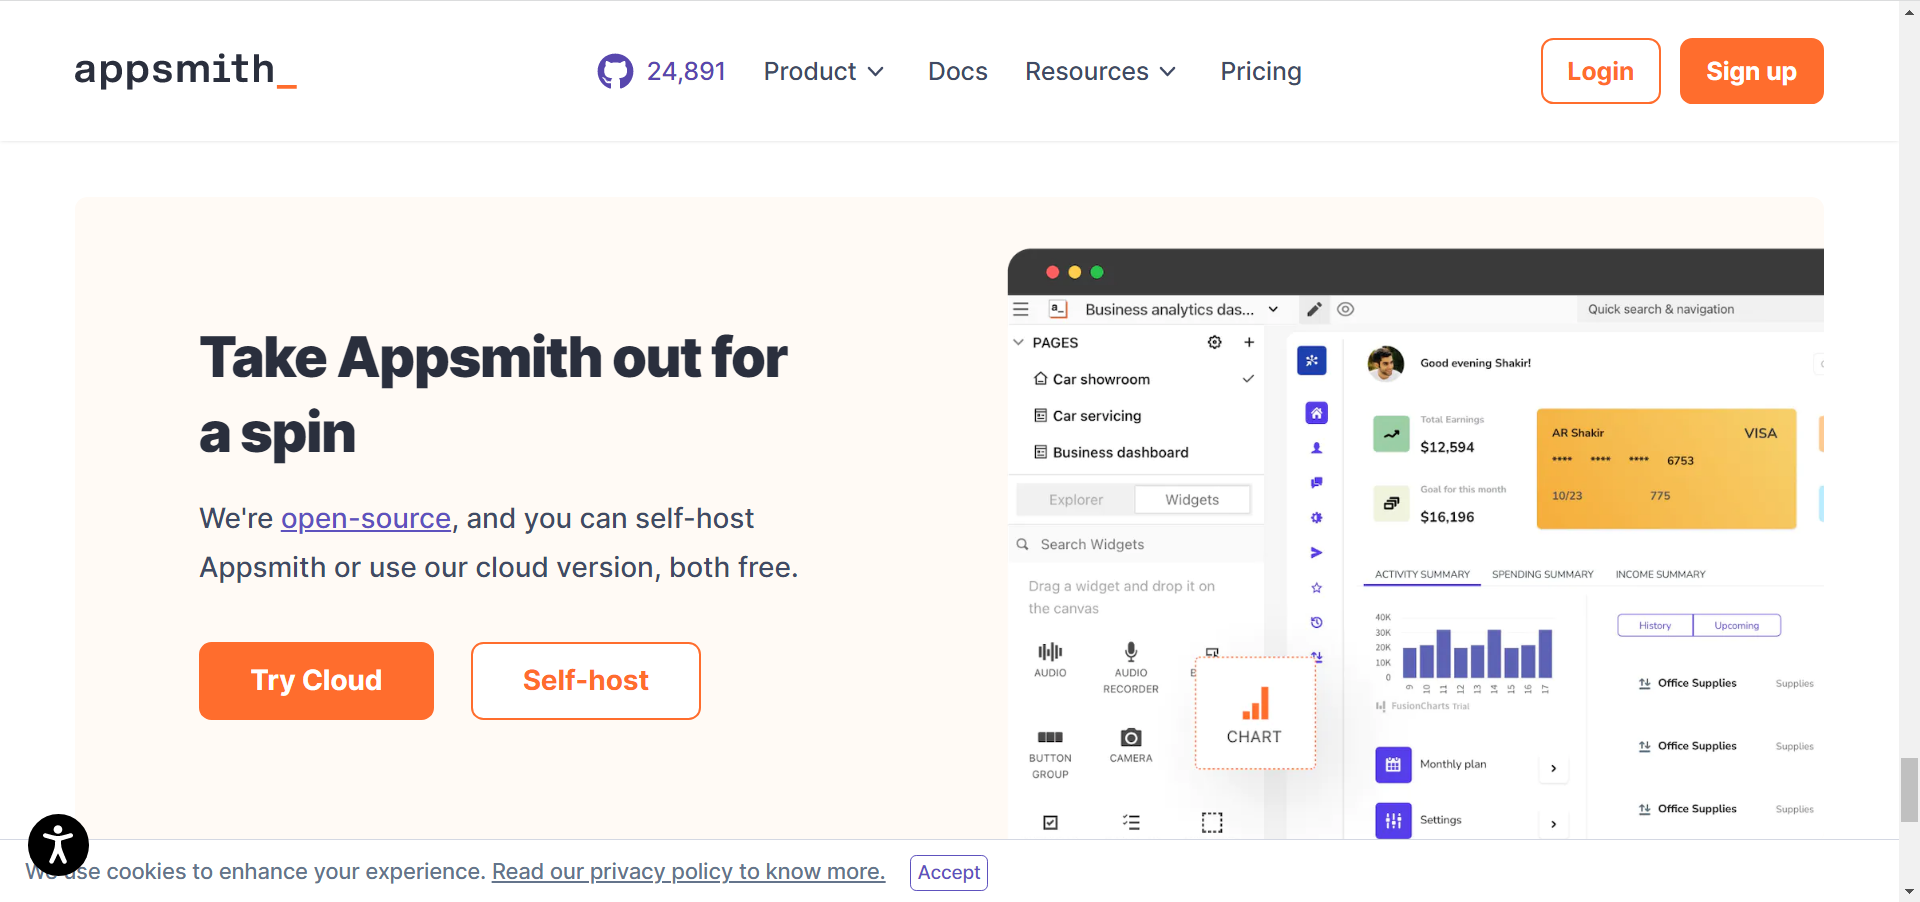 appsmith_
24,891
Product
Docs
Resources
Pricing
Login
Sign up
Take Appsmith out for
a spin
We're open-source, and you can self-host
Appsmith or use our cloud version, both free.
Try Cloud
Self-host
Business analytics das...
Quick search & navigation
PAGES
Car showroom
Car servicing
Business dashboard
Explorer
Widgets
Search Widgets
Drag a widget and drop it on
the canvas
AUDIO
AUDIO
RECORDER
BUTTON
GROUP
CAMERA
CHART
Good evening Shakir!
Total Earnings
$12,594
Goal for this month
$16,196
AR Shakir
VISA
**** **** **** 6753
10/23
775
ACTIVITY SUMMARY
SPENDING SUMMARY
INCOME SUMMARY
40K
30K
20K
10K
0
9 10 11 12 13 14 15 16 17
FusionCharts Trial
History
Upcoming
Office Supplies
Supplies
Office Supplies
Supplies
Office Supplies
Supplies
Monthly plan
Settings
We use cookies to enhance your experience. Read our privacy policy to know more.
Accept